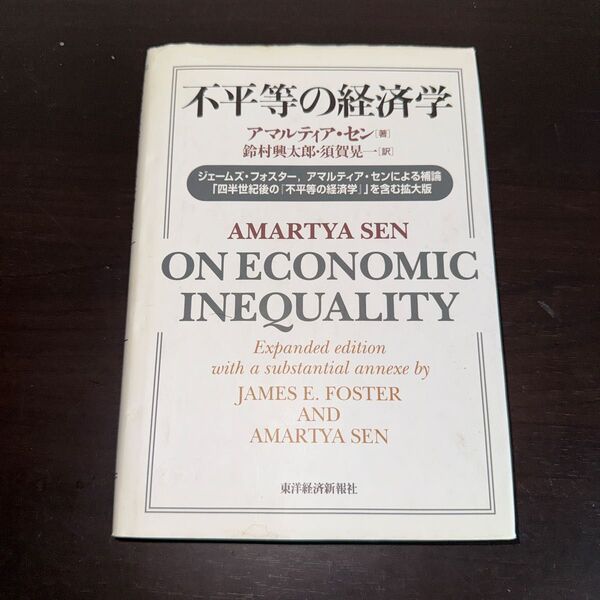 不平等の経済学
アマルティア・セン[著]
鈴村興太郎・須賀晃一[訳]
ジェームズ・フォスター,アマルティア・センによる補論
「四半世紀後の『不平等の経済学』」を含む拡大版
AMARTYA SEN
ON ECONOMIC
INEQUALITY
Expanded edition
with a substantial annexe by
JAMES E. FOSTER
AND
AMARTYA SEN
東洋経済新報社